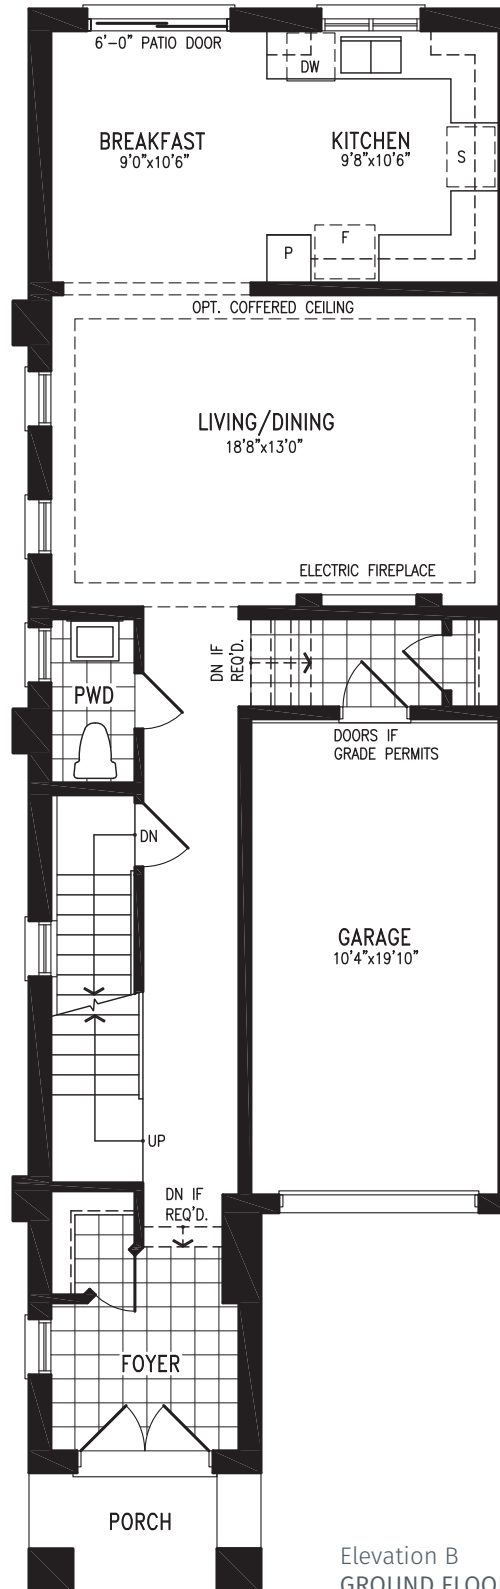 6'-0" PATIO DOOR
DW
BREAKFAST
9'0"x10'6"
KITCHEN
9'8"x10'6"
S
P
F
OPT. COFFERED CEILING
LIVING/DINING
18'8"x13'0"
ELECTRIC FIREPLACE
DN IF
REQ'D.
PWD
DOORS IF
GRADE PERMITS
DN
GARAGE
10'4"x19'10"
UP
DN IF
REQ'D.
FOYER
PORCH
Elevation B
GROUND FLOO